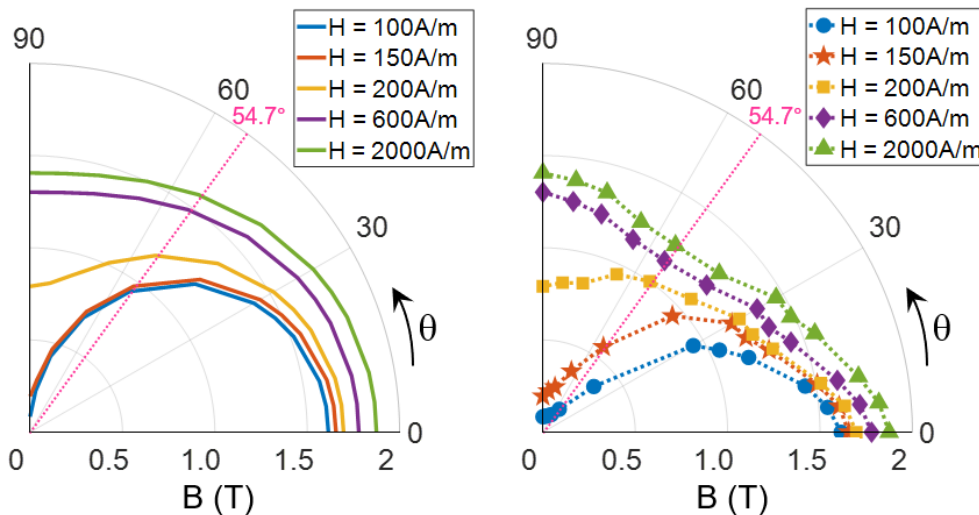 90
60
54.7°
30
θ
0
0
0.5
1.0
1.5
2
B (T)
H = 100A/m
H = 150A/m
H = 200A/m
H = 600A/m
H = 2000A/m
90
60
54.7°
30
θ
0
0
0.5
1.0
1.5
2
B (T)
H = 100A/m
H = 150A/m
H = 200A/m
H = 600A/m
H = 2000A/m